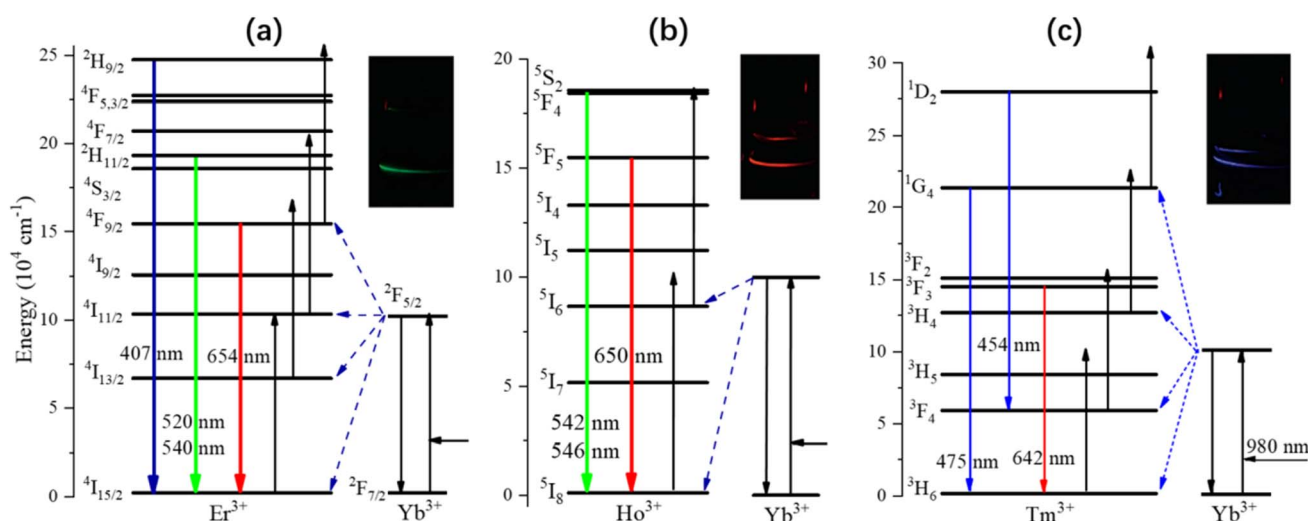 (a)
(b)
(c)
Energy (10⁴ cm⁻¹)
25
20
15
10
5
0
²H₉/₂
⁴F₅,₃/₂
⁴F₇/₂
²H₁₁/₂
⁴S₃/₂
⁴F₉/₂
⁴I₉/₂
⁴I₁₁/₂
⁴I₁₃/₂
⁴I₁₅/₂
407 nm
654 nm
520 nm
540 nm
²F₅/₂
²F₇/₂
Er³⁺
Yb³⁺
20
15
10
5
0
⁵S₂
⁵F₄
⁵F₅
⁵I₄
⁵I₅
⁵I₆
⁵I₇
⁵I₈
650 nm
542 nm
546 nm
Ho³⁺
Yb³⁺
30
25
20
15
10
5
0
¹D₂
¹G₄
³F₂
³F₃
³H₄
³H₅
³F₄
³H₆
454 nm
475 nm
642 nm
980 nm
Tm³⁺
Yb³⁺